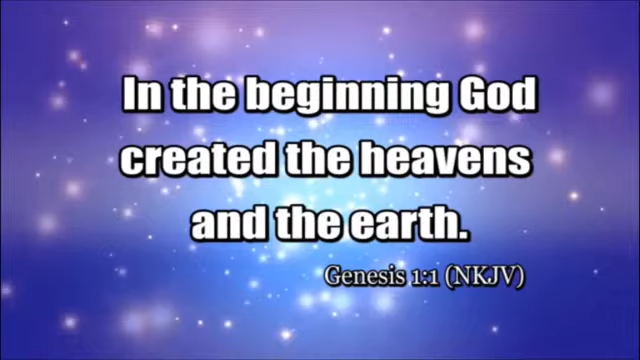 In the beginning God
created the heavens
and the earth.
Genesis 1:1 (NKJV)